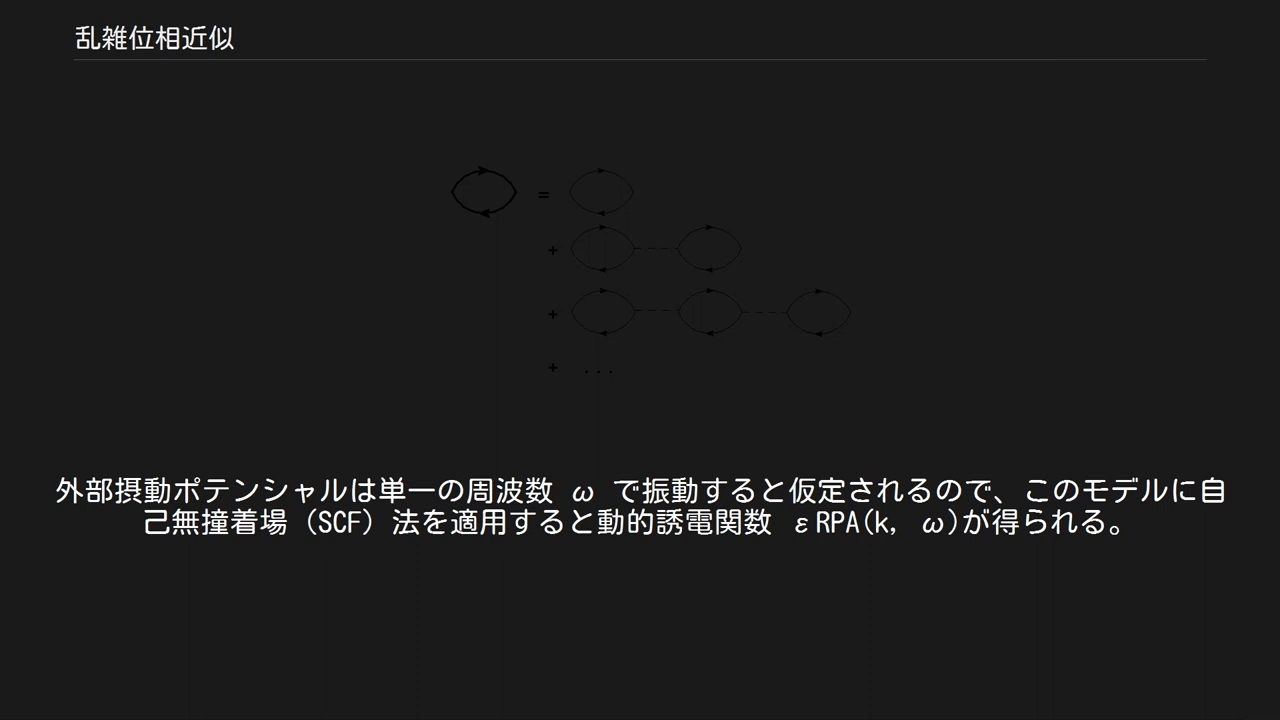 乱雑位相近似
=
+
+
+ ...
外部摂動ポテンシャルは単一の周波数 ω で振動すると仮定されるので、このモデルに自
己無撞着場（SCF）法を適用すると動的誘電関数 εRPA(k, ω)が得られる。